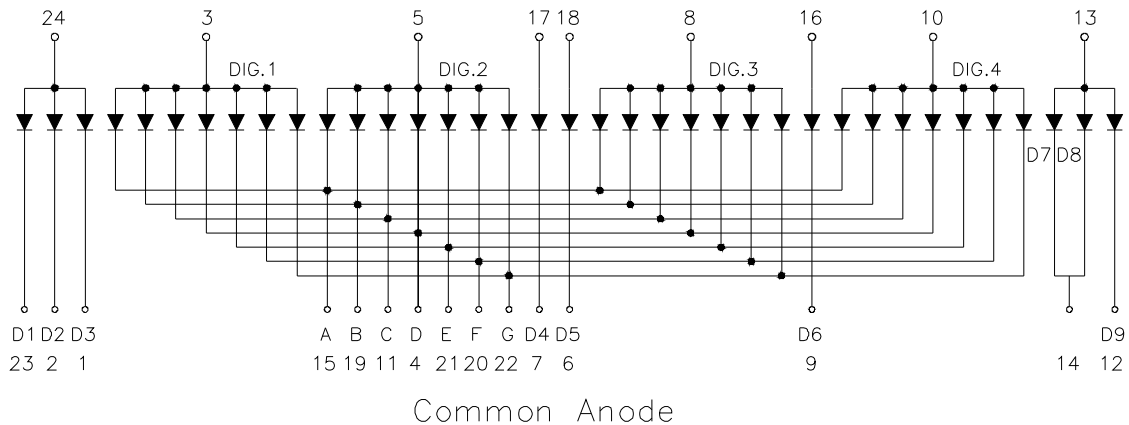 24 3 5 17 18 8 16 10 13
DIG.1 DIG.2 DIG.3 DIG.4
D7 D8
D1 D2 D3 A B C D E F G D4 D5 D6 D9
23 2 1 15 19 11 4 21 20 22 7 6 9 14 12
Common Anode